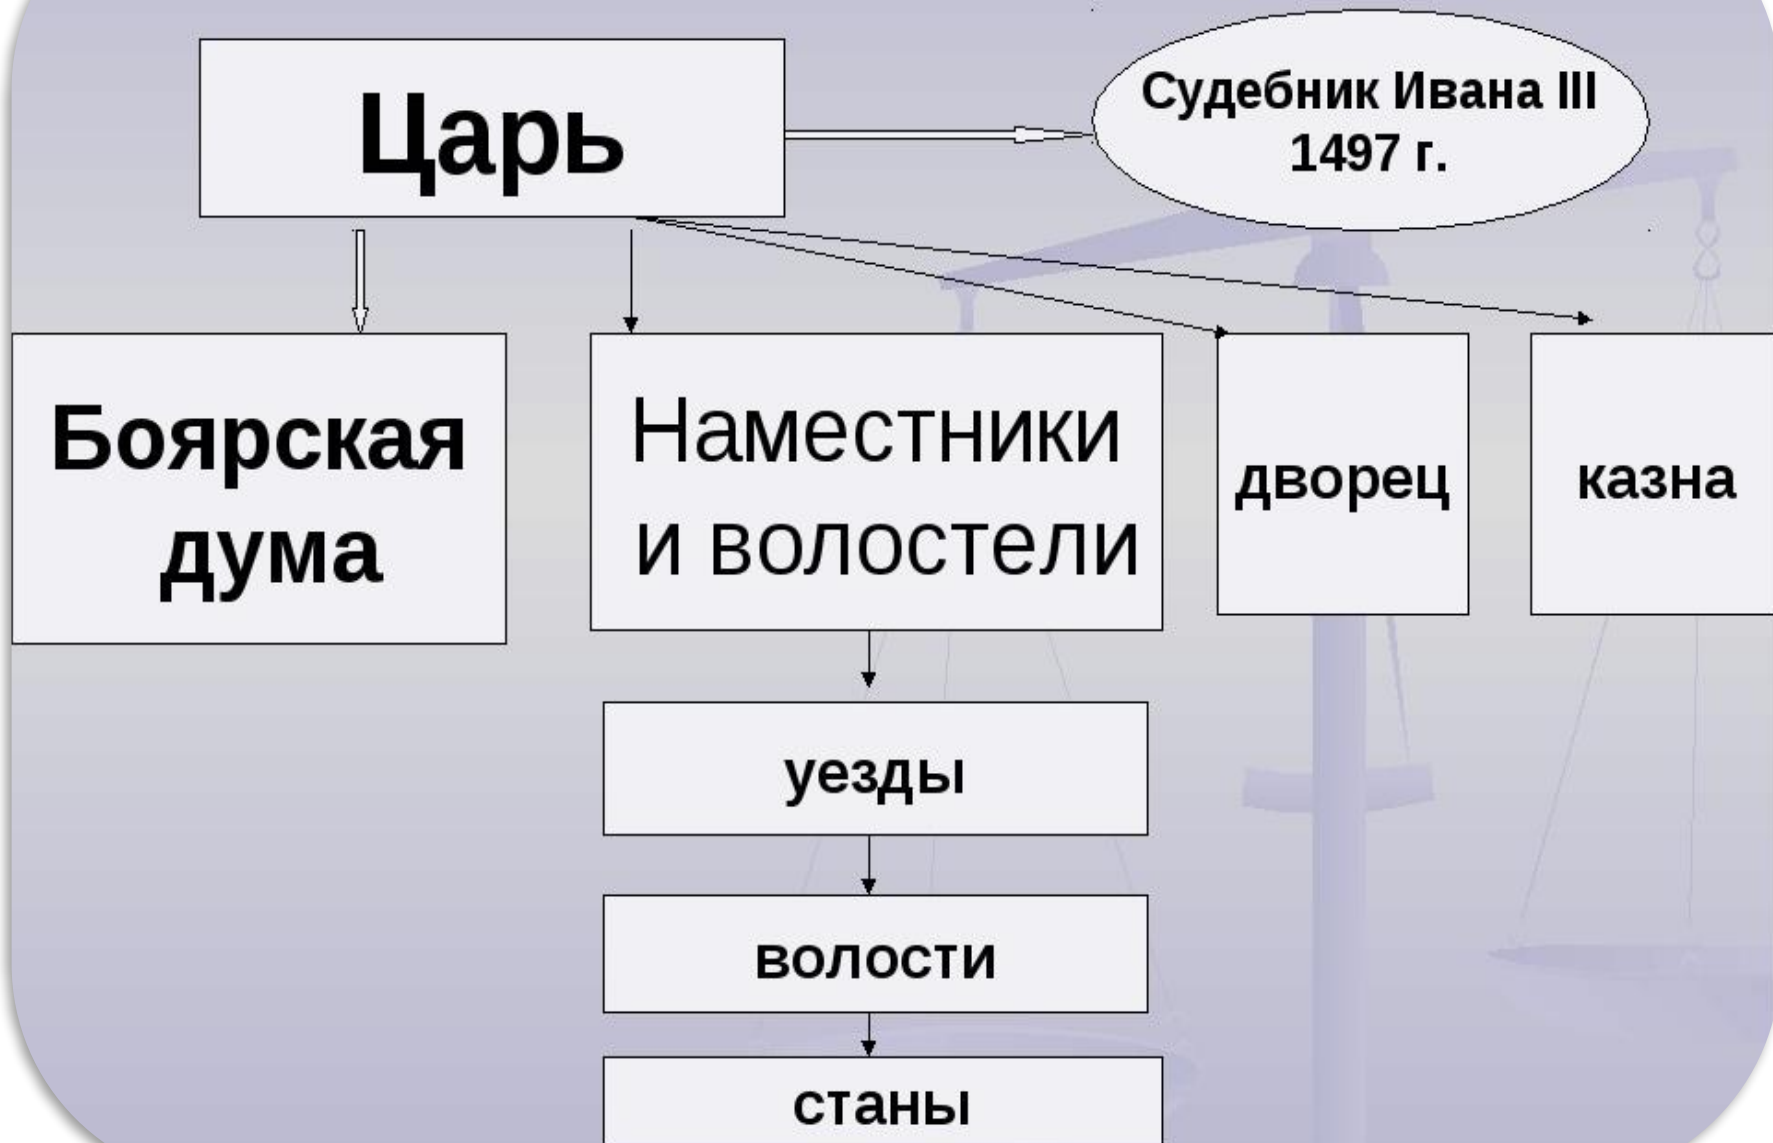 Царь
Судебник Ивана III
1497 г.
Боярская
дума
Наместники
и волостели
дворец
казна
уезды
волости
станы